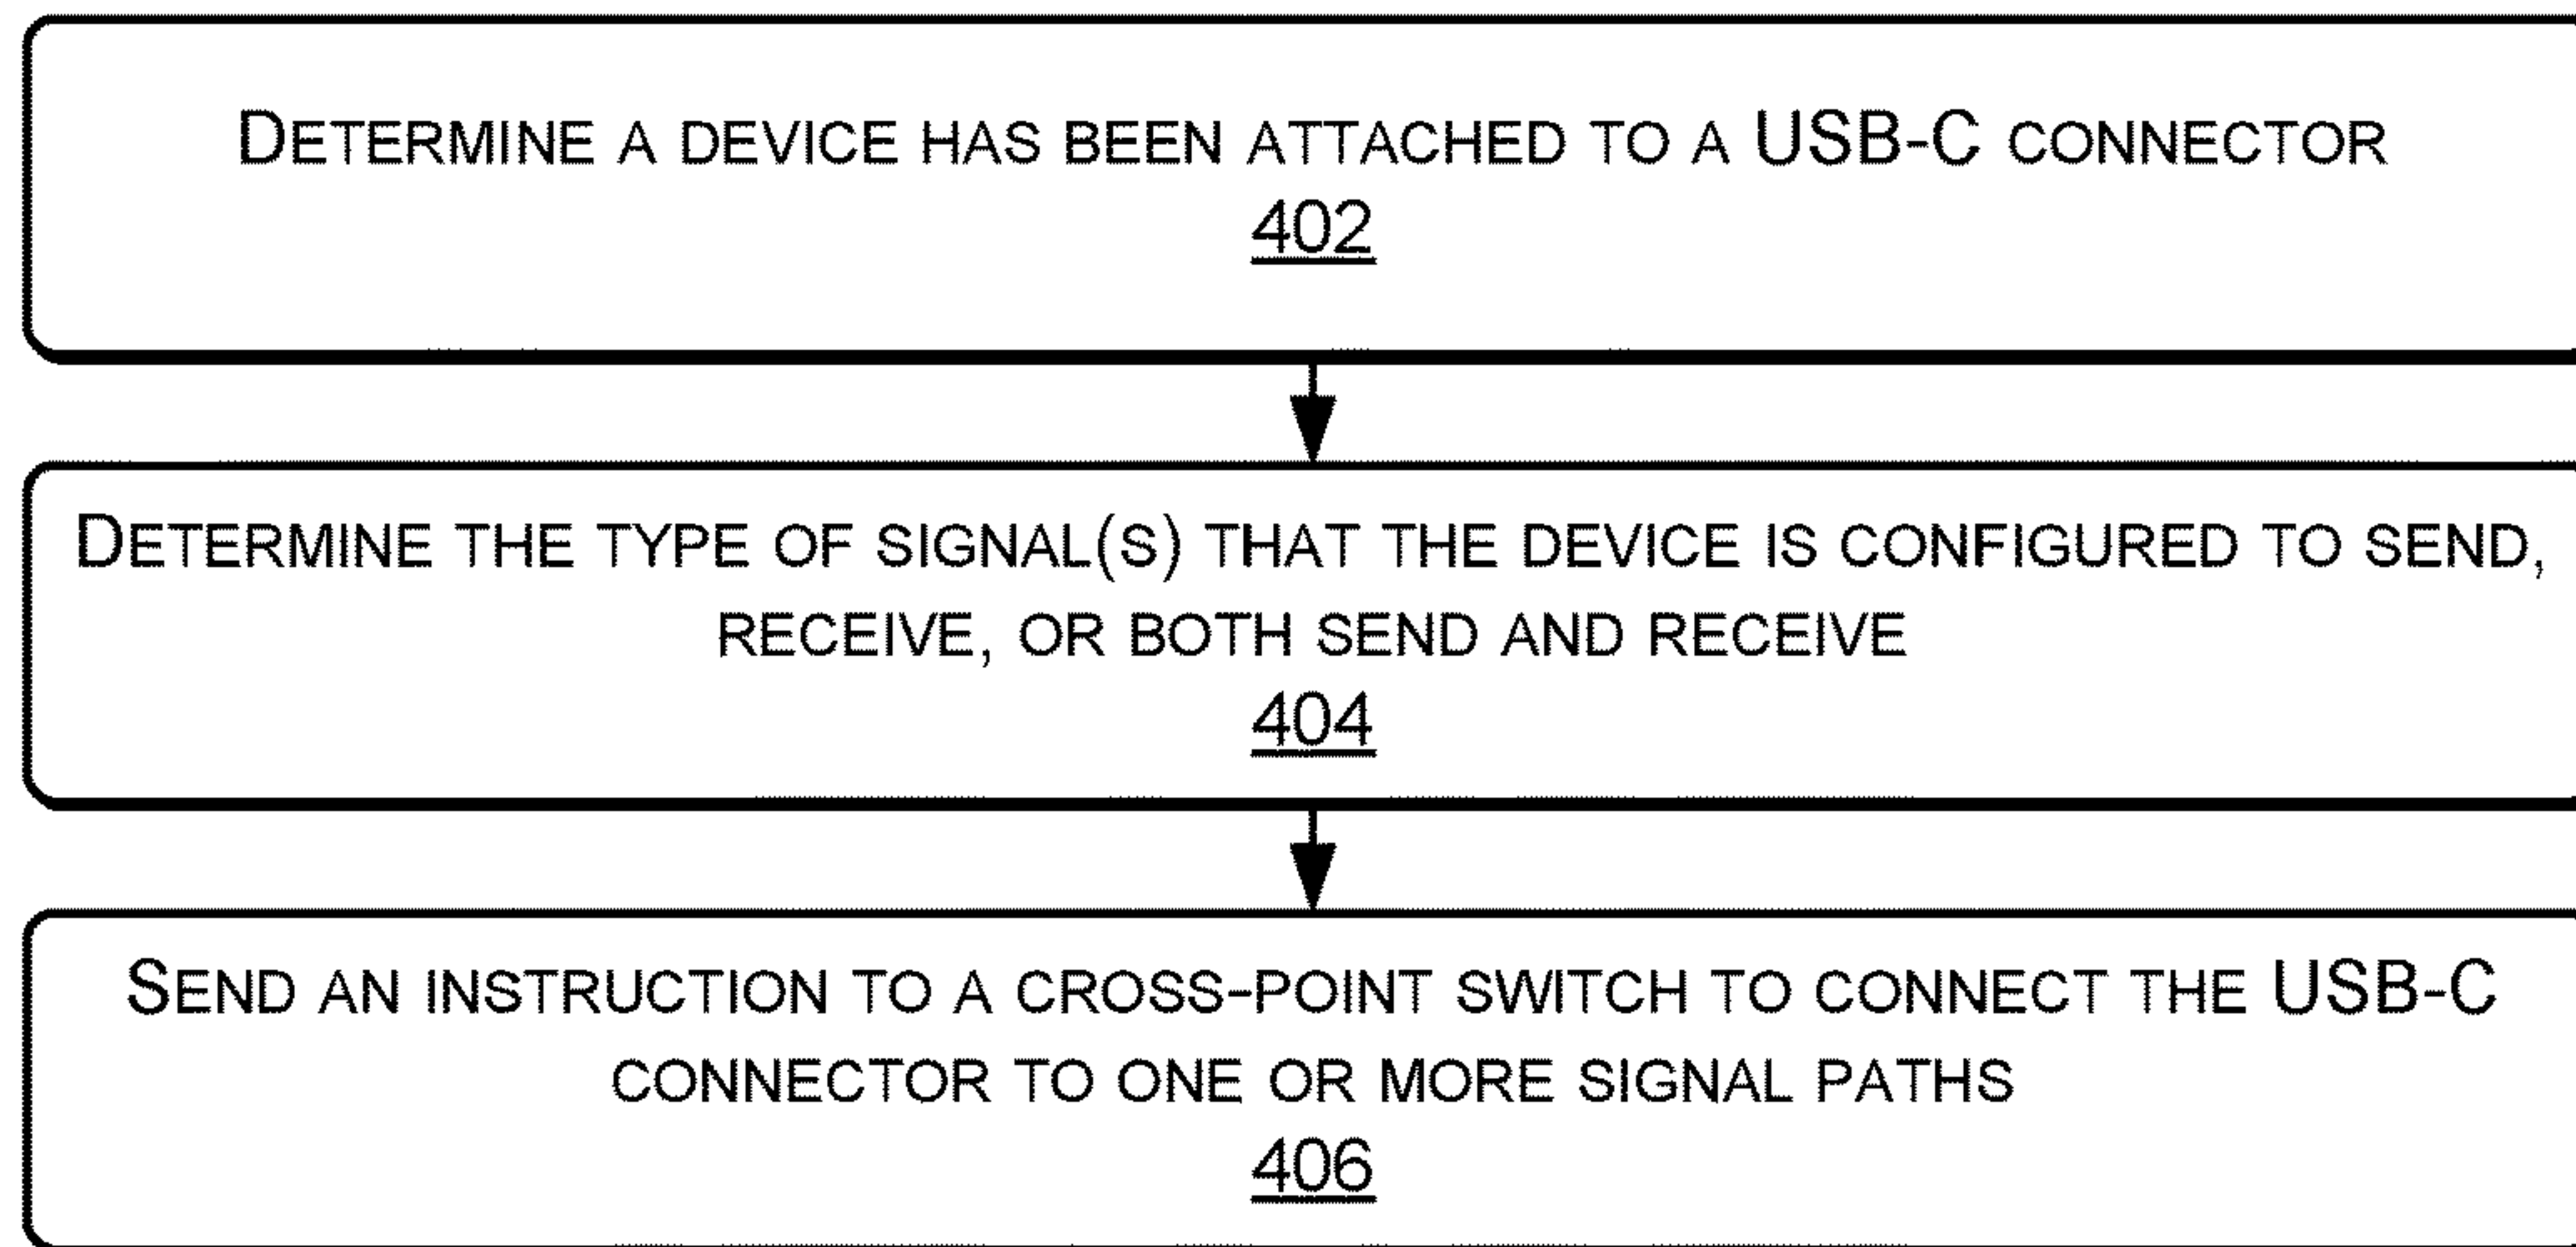 DETERMINE A DEVICE HAS BEEN ATTACHED TO A USB-C CONNECTOR
402
DETERMINE THE TYPE OF SIGNAL(S) THAT THE DEVICE IS CONFIGURED TO SEND,
RECEIVE, OR BOTH SEND AND RECEIVE
404
SEND AN INSTRUCTION TO A CROSS-POINT SWITCH TO CONNECT THE USB-C
CONNECTOR TO ONE OR MORE SIGNAL PATHS
406